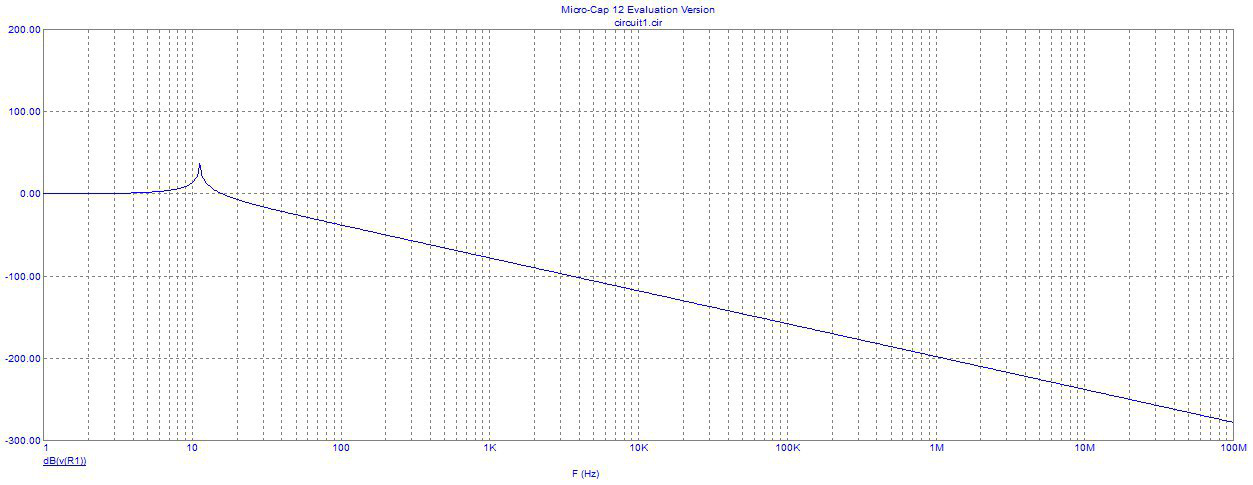 Micro-Cap 12 Evaluation Version
circuit1.cir
200.00
100.00
0.00
-100.00
-200.00
-300.00
1 10 100 1K 10K 100K 1M 10M 100M
dB(v(R1))
F (Hz)